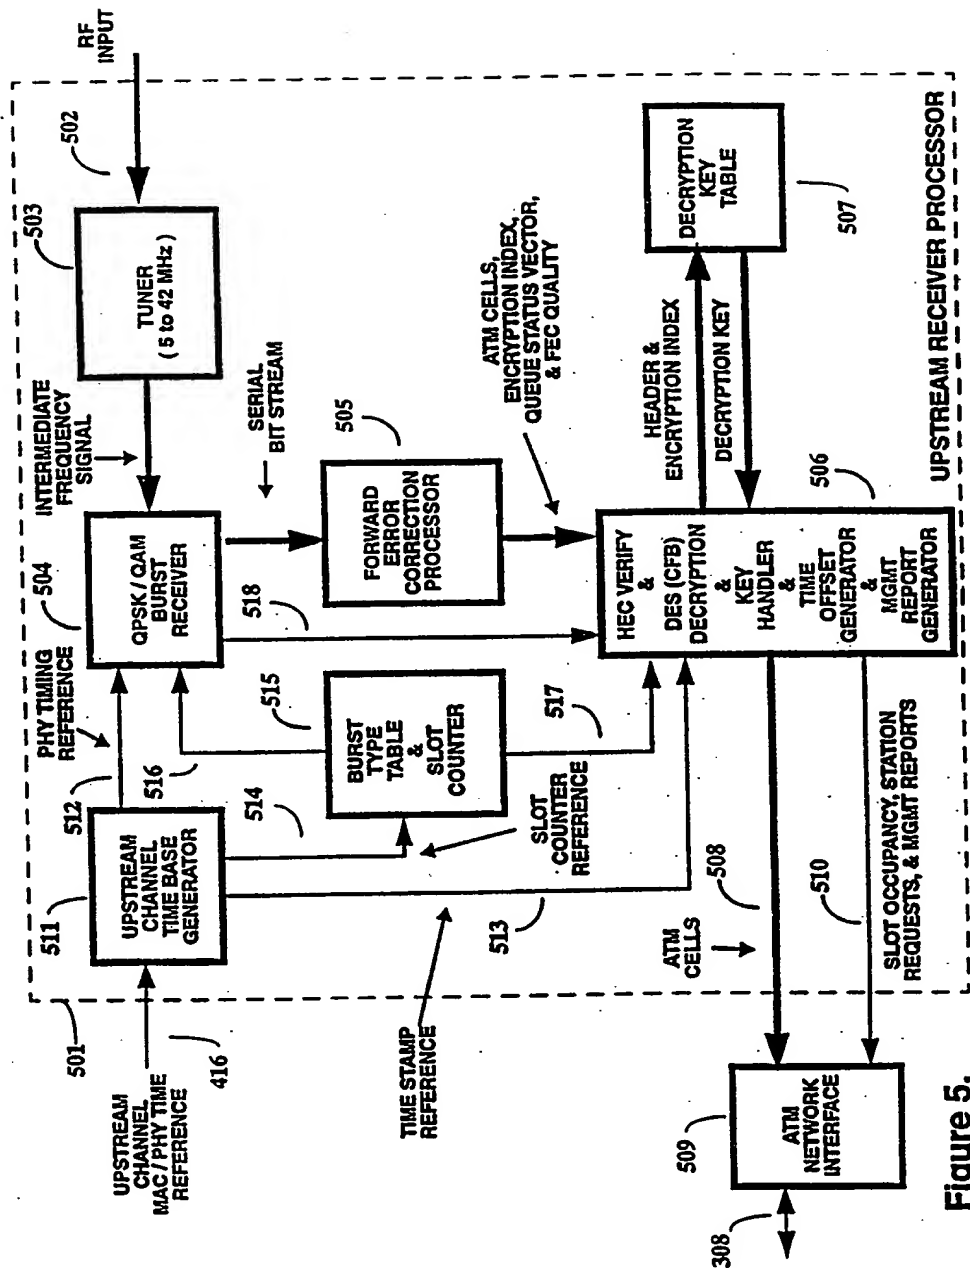 UPSTREAM
CHANNEL
MAC / PHY TIME
REFERENCE
416
501
511
UPSTREAM
CHANNEL
TIME BASE
GENERATOR
512
PHY TIMING
REFERENCE
516
514
504
QPSK / QAM
BURST
RECEIVER
INTERMEDIATE
FREQUENCY
SIGNAL
503
TUNER
( 5 to 42 MHz )
502
RF
INPUT
TIME STAMP
REFERENCE
513
SLOT
COUNTER
REFERENCE
515
BURST
TYPE
TABLE
&
SLOT
COUNTER
517
518
SERIAL
BIT STREAM
505
FORWARD
ERROR
CORRECTION
PROCESSOR
ATM CELLS,
ENCRYPTION INDEX,
QUEUE STATUS VECTOR,
& FEC QUALITY
HEC VERIFY
&
DES (CFB)
DECRYPTION
&
KEY
HANDLER
&
TIME
OFFSET
GENERATOR
&
MGMT
REPORT
GENERATOR
506
HEADER &
ENCRYPTION INDEX
DECRYPTION KEY
DECRYPTION
KEY
TABLE
507
308
509
ATM
NETWORK
INTERFACE
ATM
CELLS
508
510
SLOT OCCUPANCY, STATION
REQUESTS, & MGMT REPORTS
UPSTREAM RECEIVER PROCESSOR
Figure 5.